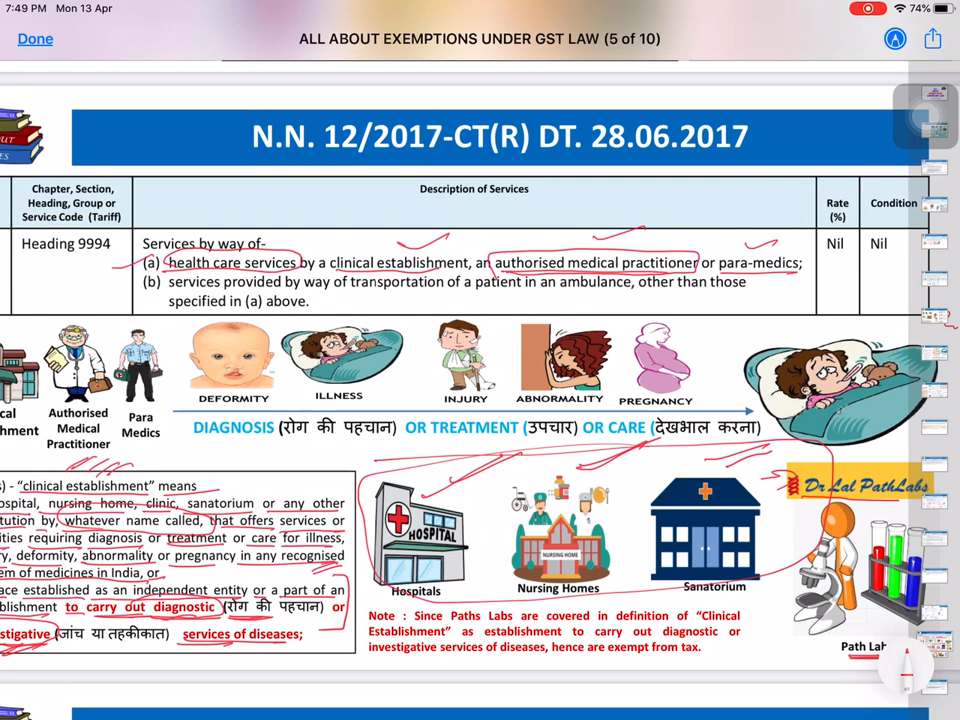 7:49 PM Mon 13 Apr
74%
Done
ALL ABOUT EXEMPTIONS UNDER GST LAW (5 of 10)
N.N. 12/2017-CT(R) DT. 28.06.2017
Chapter, Section,
Heading, Group or
Service Code (Tariff)
Description of Services
Rate
(%)
Condition
Heading 9994
Services by way of-
(a) health care services by a clinical establishment, an authorised medical practitioner or para-medics;
(b) services provided by way of transportation of a patient in an ambulance, other than those
specified in (a) above.
Nil
Nil
Authorised
Medical
Practitioner
Para
Medics
DEFORMITY
ILLNESS
INJURY
ABNORMALITY
PREGNANCY
DIAGNOSIS (रोग की पहचान) OR TREATMENT (उपचार) OR CARE (देखभाल करना)
- "clinical establishment" means
nursing home, clinic, sanatorium or any other
by, whatever name called, that offers services or
requiring diagnosis or treatment or care for illness,
deformity, abnormality or pregnancy in any recognised
of medicines in India, or
established as an independent entity or a part of an
to carry out diagnostic (रोग की पहचान) or
(जांच या तहकीकात) services of diseases;
HOSPITAL
Hospitals
NURSING HOME
Nursing Homes
Sanatorium
Dr Lal PathLabs
Path
Note : Since Paths Labs are covered in definition of "Clinical
Establishment" as establishment to carry out diagnostic or
investigative services of diseases, hence are exempt from tax.